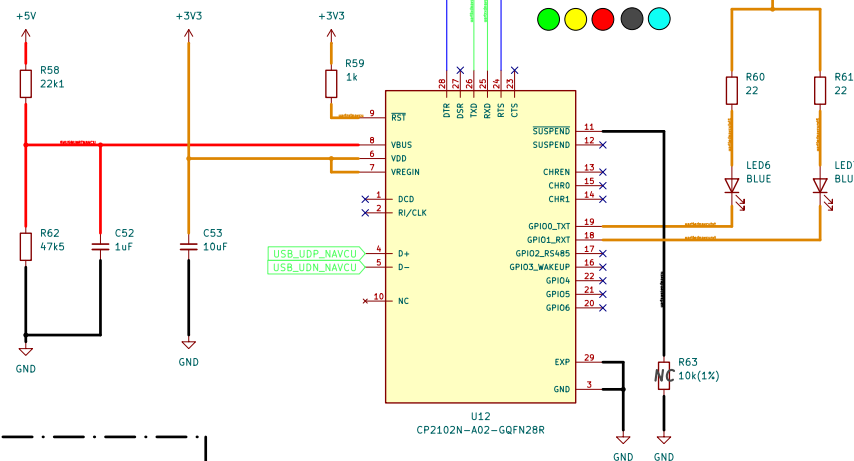 +5V
+3V3
+3V3
R58
22k1
R59
1k
R60
22
R61
22
28
27
26
25
24
23
DTR
DSR
TXD
RXD
RTS
CTS
9
RST
8
VBUS
6
VDD
7
VREGIN
1
DCD
2
RI/CLK
4
D+
5
D-
10
NC
USB_UDP_NAVCU
USB_UDN_NAVCU
SUSPEND
11
SUSPEND
12
CHREN
13
CHR0
15
CHR1
14
GPIO0_TXT
19
GPIO1_RXT
18
GPIO2_RS485
17
GPIO3_WAKEUP
16
GPIO4
22
GPIO5
21
GPIO6
20
EXP
29
GND
3
LED6
BLUE
LED
BLU
R62
47k5
C52
1uF
C53
10uF
R63
10k(1%)
NC
GND
GND
U12
CP2102N-A02-GQFN28R
GND
GND